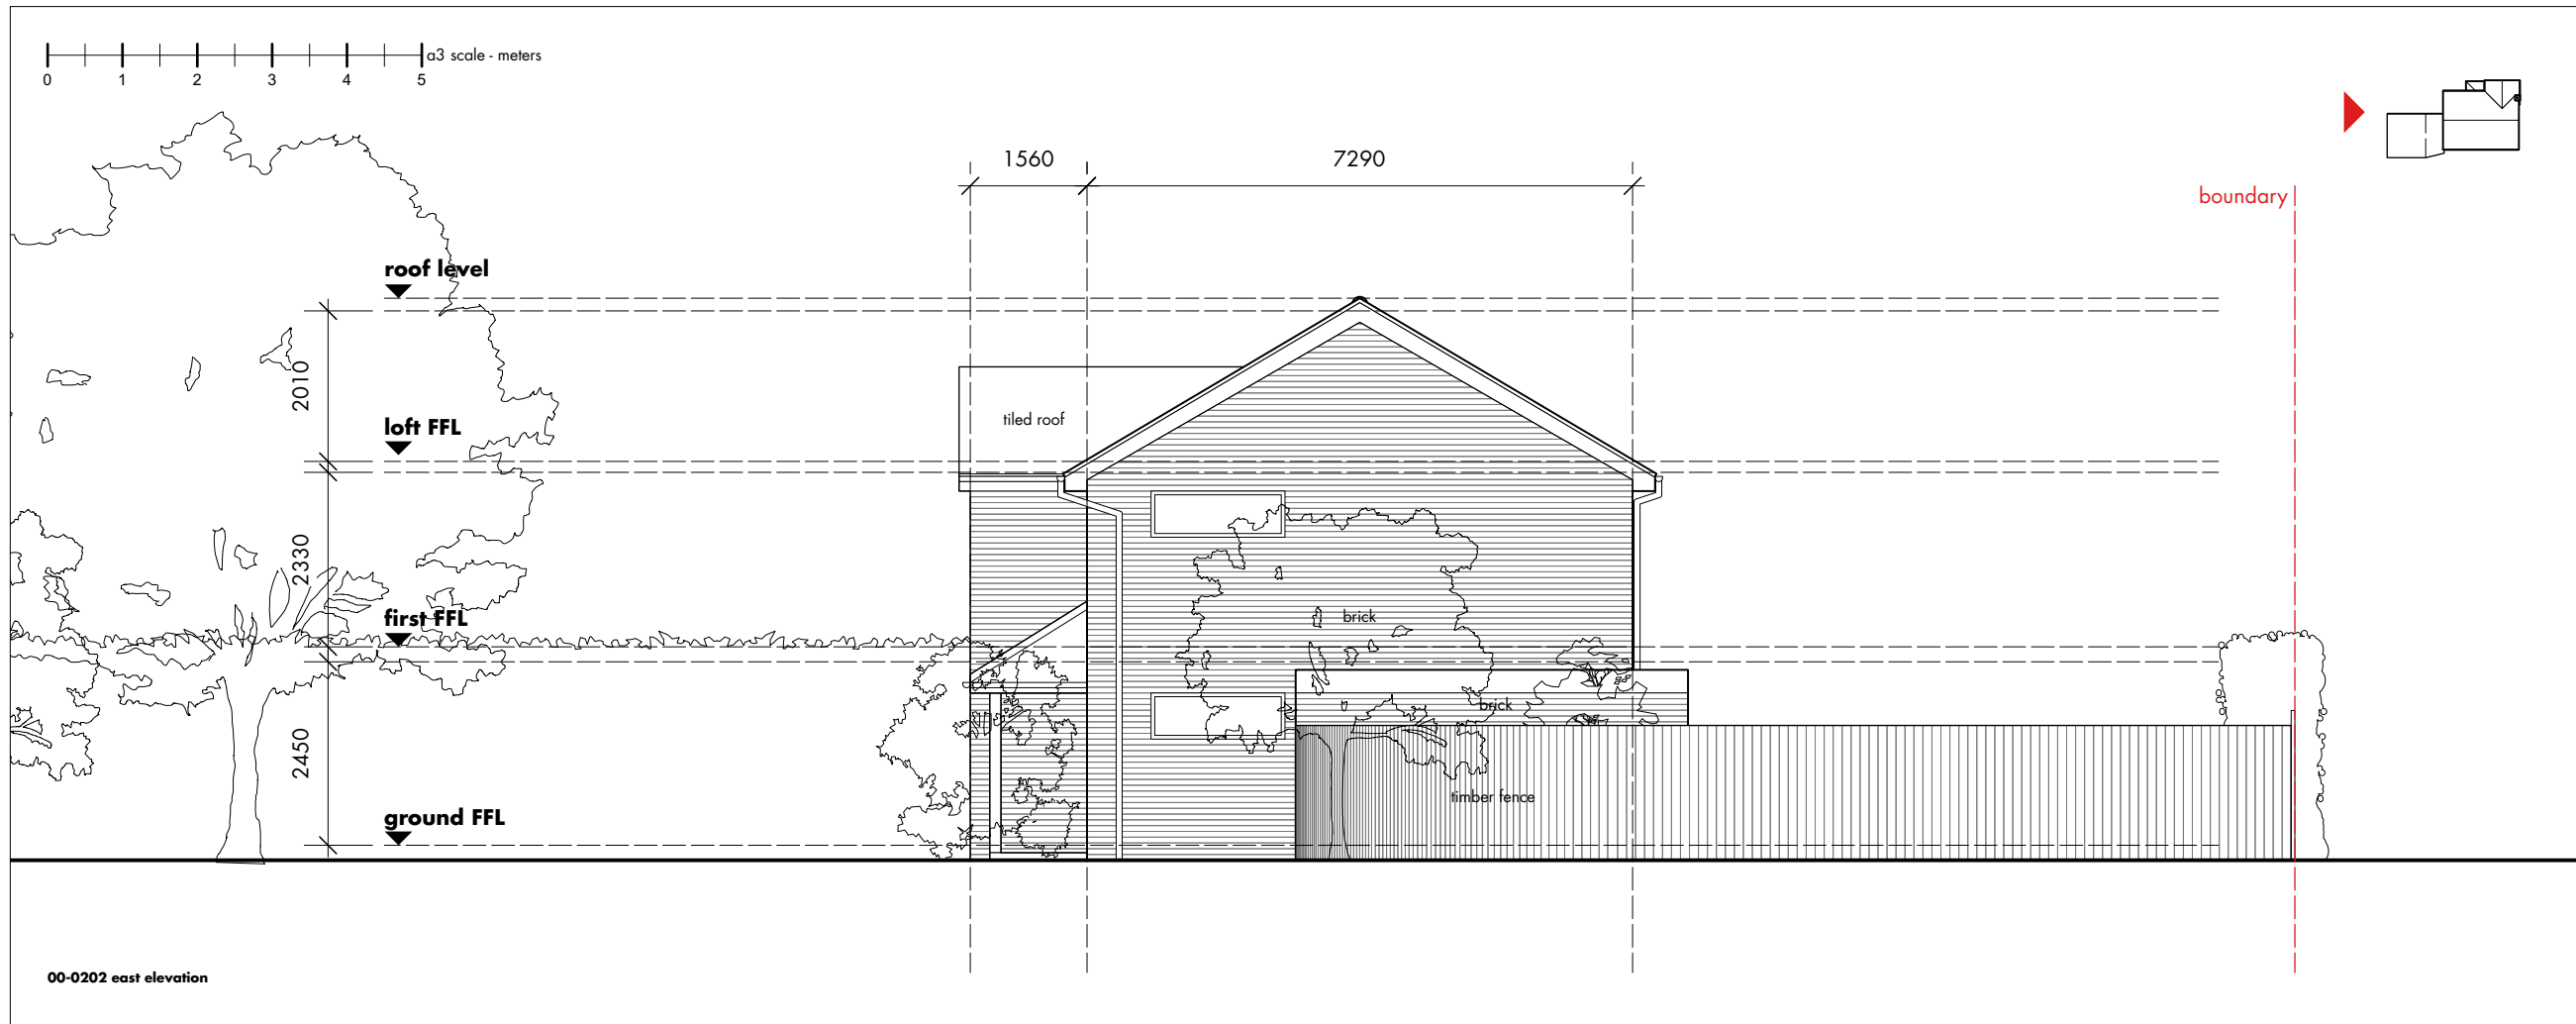 a3 scale - meters
0 1 2 3 4 5
1560
7290
boundary
roof level
2010
loft FFL
tiled roof
2330
first FFL
brick
brick
2450
timber fence
ground FFL
00-0202 east elevation